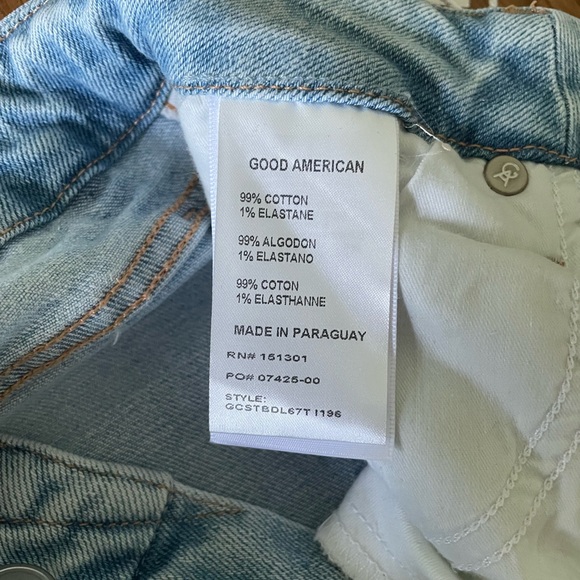 GOOD AMERICAN
99% COTTON
1% ELASTANE
99% ALGODON
1% ELASTANO
99% COTON
1% ELASTHANNE
MADE IN PARAGUAY
RN# 151301
PO# 07425-00
STYLE:
GCSTBDL67T I196